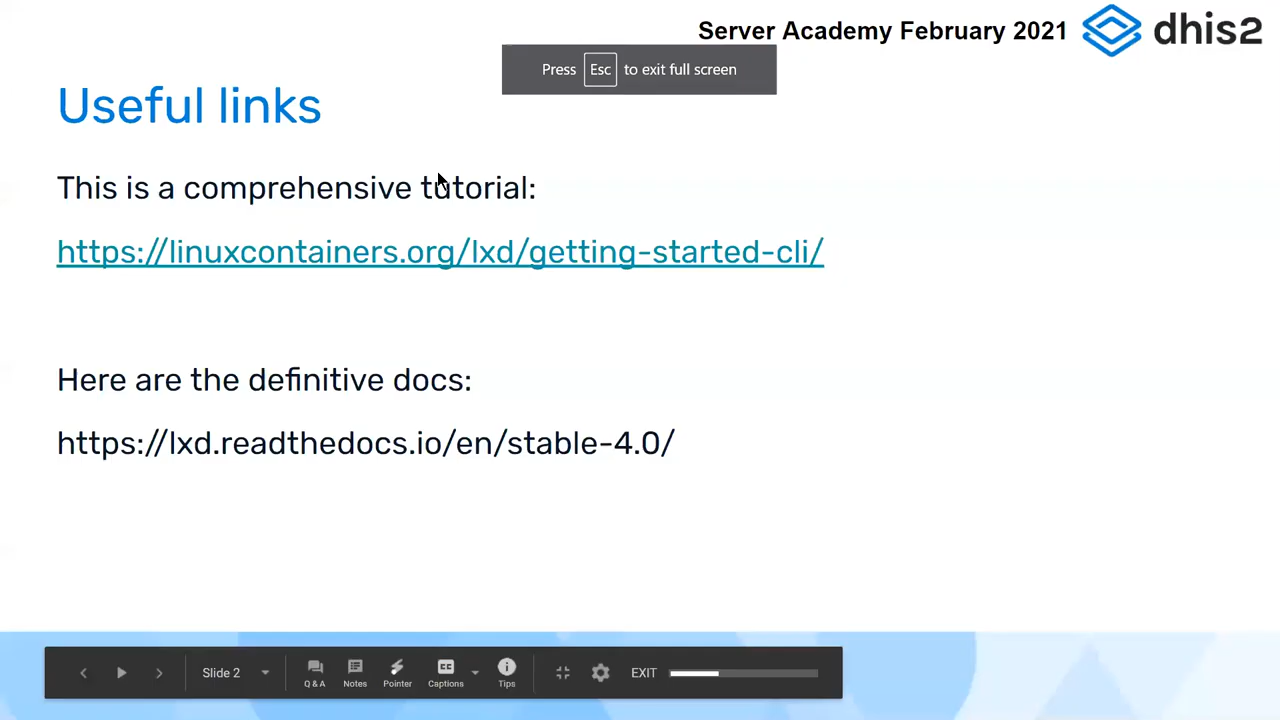 Server Academy February 2021
dhis2
Press Esc to exit full screen
Useful links
This is a comprehensive tutorial:
https://linuxcontainers.org/lxd/getting-started-cli/
Here are the definitive docs:
https://lxd.readthedocs.io/en/stable-4.0/
Slide 2
Q & A
Notes
Pointer
CC
Captions
Tips
EXIT